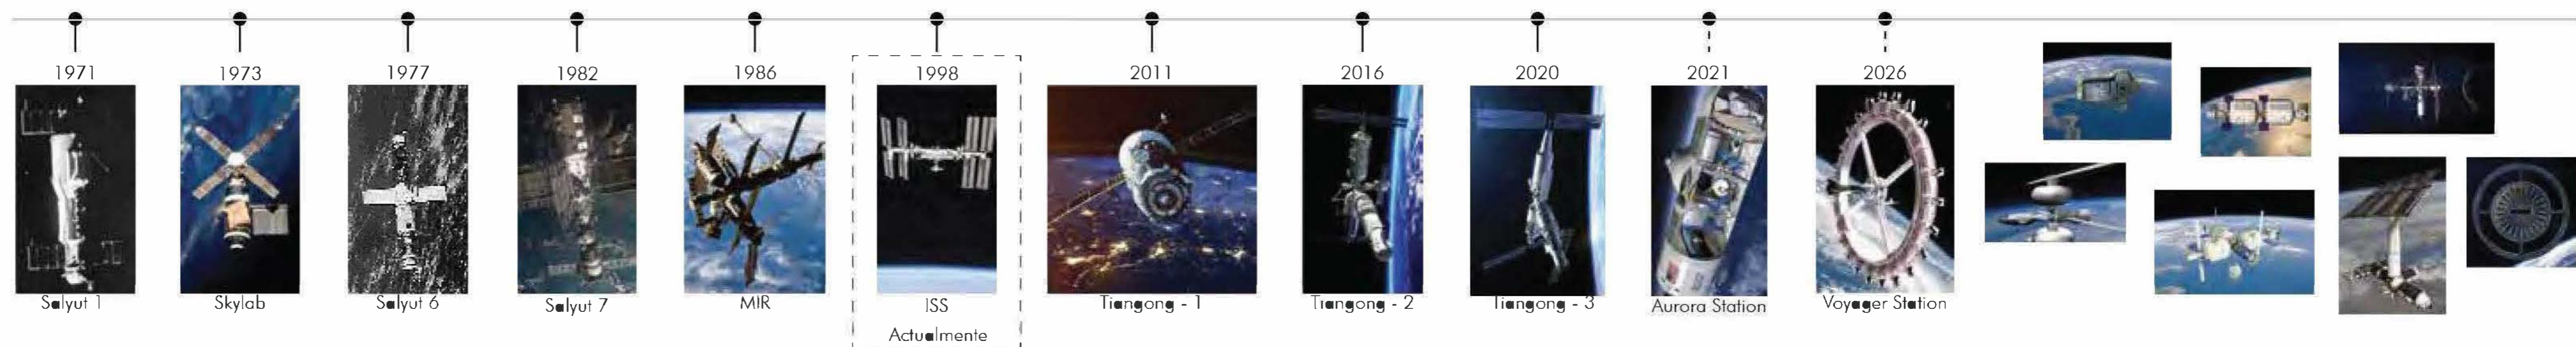 1971
1973
1977
1982
1986
1998
2011
2016
2020
2021
2026
Salyut 1
Skylab
Salyut 6
Salyut 7
MIR
ISS
Tiangong - 1
Tiangong - 2
Tiangong - 3
Aurora Station
Voyager Station
Actualmente